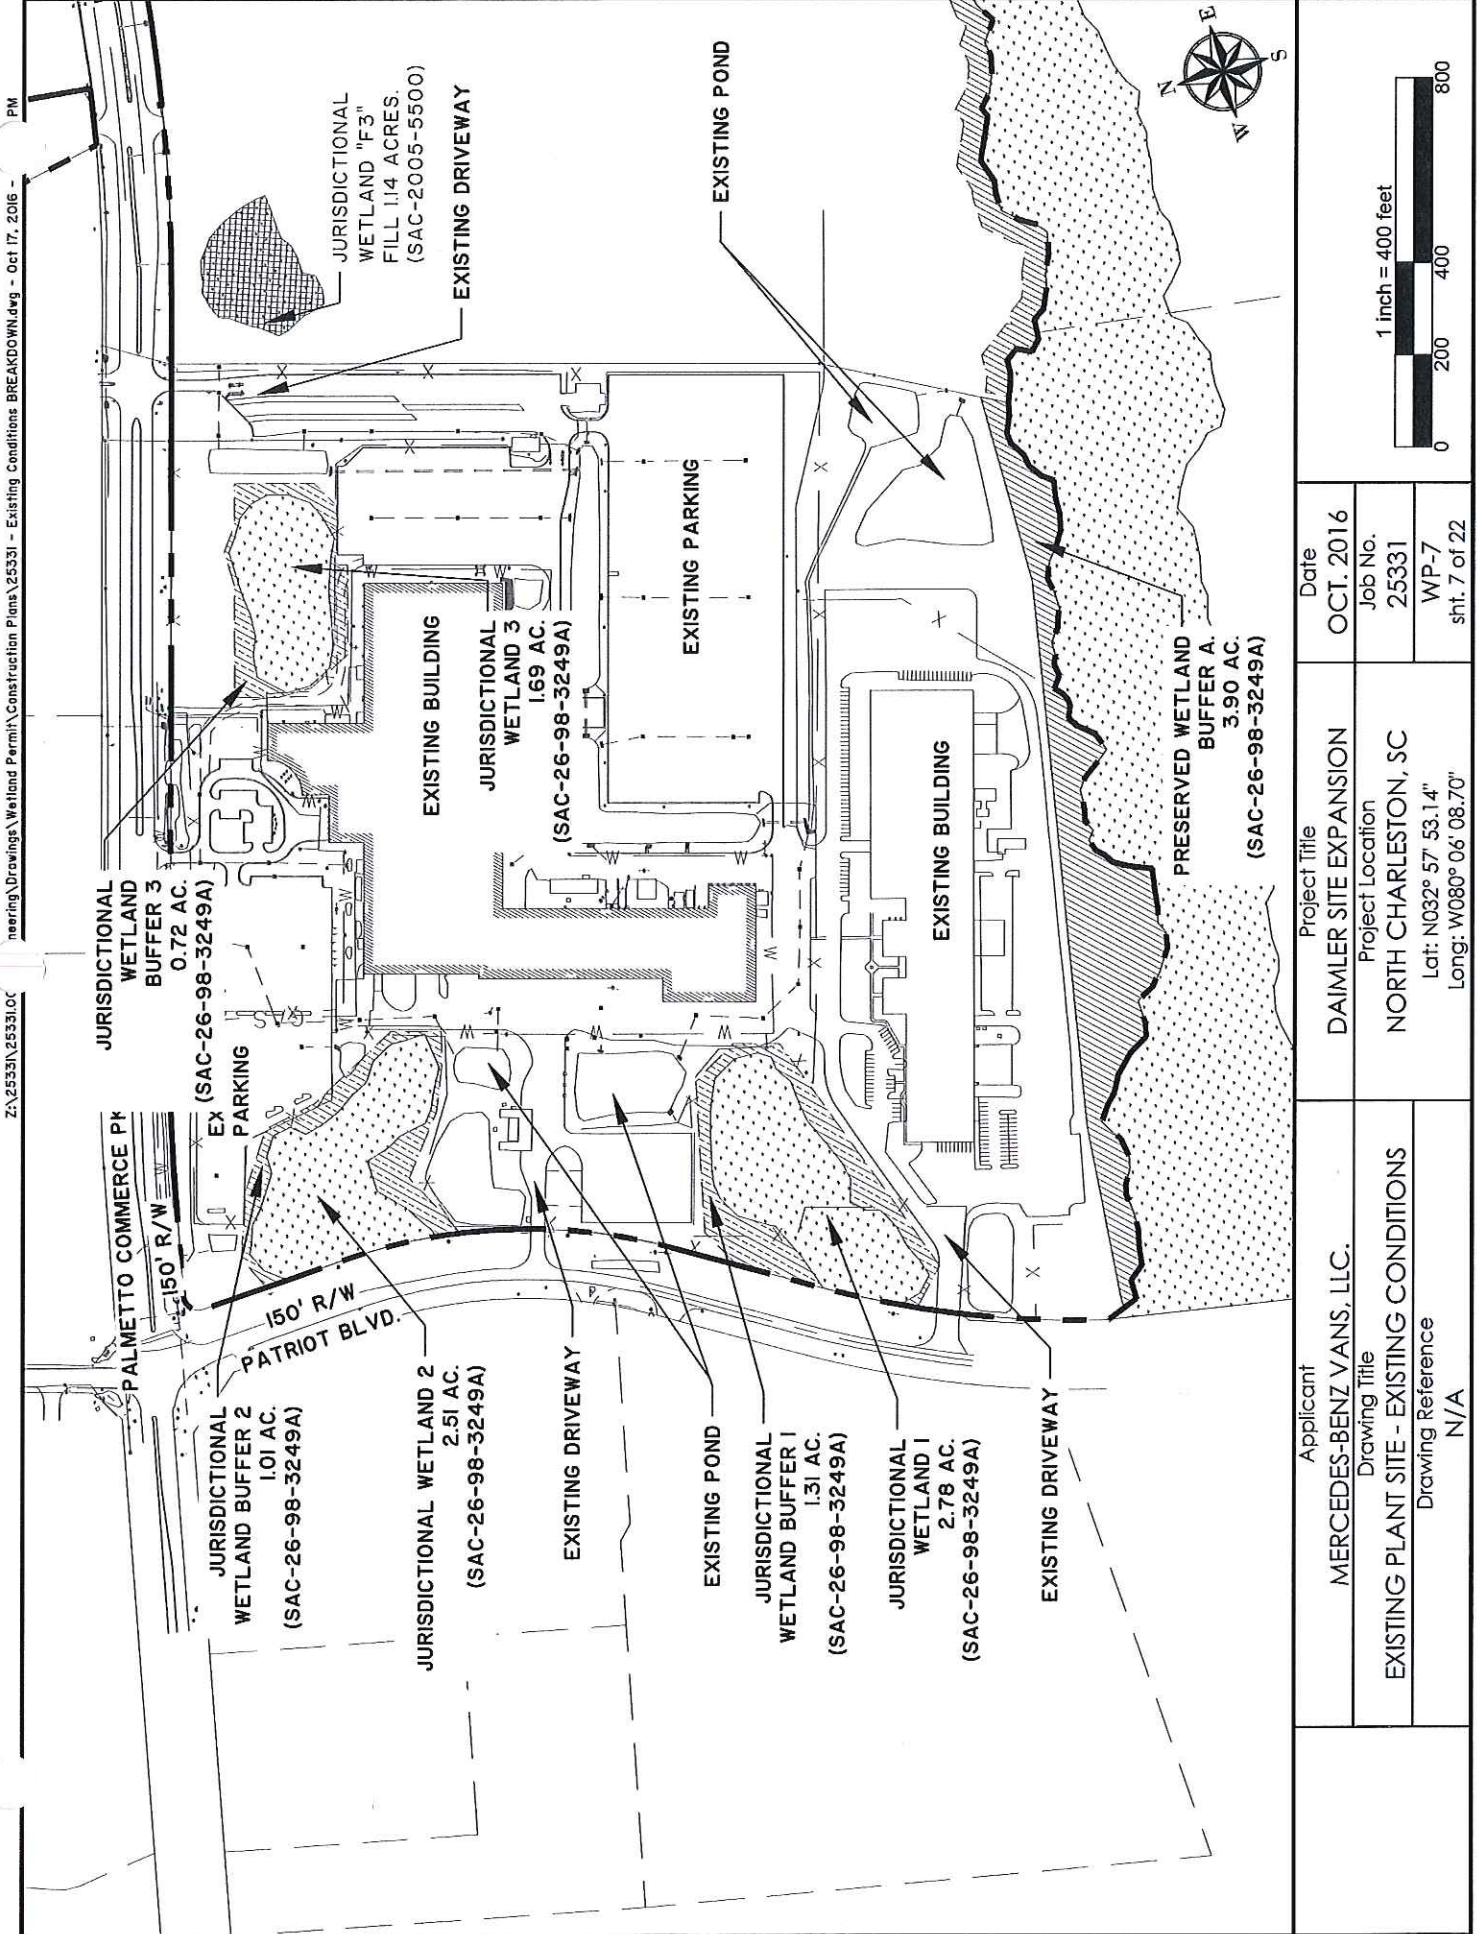 Z:\25331\25331.0C
neering\Drawings\Wetland Permit\Construction Plans\25331 - Existing Conditions BREAKDOWN.dwg - Oct 17, 2016 -
PM
PALMETTO COMMERCE PK
150' R/W
150' R/W
PATRIOT BLVD.
JURISDICTIONAL
WETLAND BUFFER 2
1.01 AC.
(SAC-26-98-3249A)
JURISDICTIONAL WETLAND 2
2.51 AC.
(SAC-26-98-3249A)
EXISTING DRIVEWAY
EXISTING POND
JURISDICTIONAL
WETLAND BUFFER 1
1.31 AC.
(SAC-26-98-3249A)
JURISDICTIONAL
WETLAND 1
2.78 AC.
(SAC-26-98-3249A)
EXISTING DRIVEWAY
JURISDICTIONAL
WETLAND
BUFFER 3
0.72 AC.
(SAC-26-98-3249A)
EX
PARKING
EXISTING BUILDING
JURISDICTIONAL
WETLAND 3
1.69 AC.
(SAC-26-98-3249A)
EXISTING PARKING
EXISTING BUILDING
PRESERVED WETLAND
BUFFER A.
3.90 AC.
(SAC-26-98-3249A)
JURISDICTIONAL
WETLAND "F3"
FILL 1.14 ACRES.
(SAC-2005-5500)
EXISTING DRIVEWAY
EXISTING POND
N
E
S
W
Applicant
MERCEDES-BENZ VANS, LLC.
Drawing Title
EXISTING PLANT SITE - EXISTING CONDITIONS
Drawing Reference
N/A
Project Title
DAIMLER SITE EXPANSION
Project Location
NORTH CHARLESTON, SC
Lat: N032° 57' 53.14"
Long: W080° 06' 08.70"
Date
OCT. 2016
Job No.
25331
WP-7
sht. 7 of 22
1 inch = 400 feet
0 200 400 800